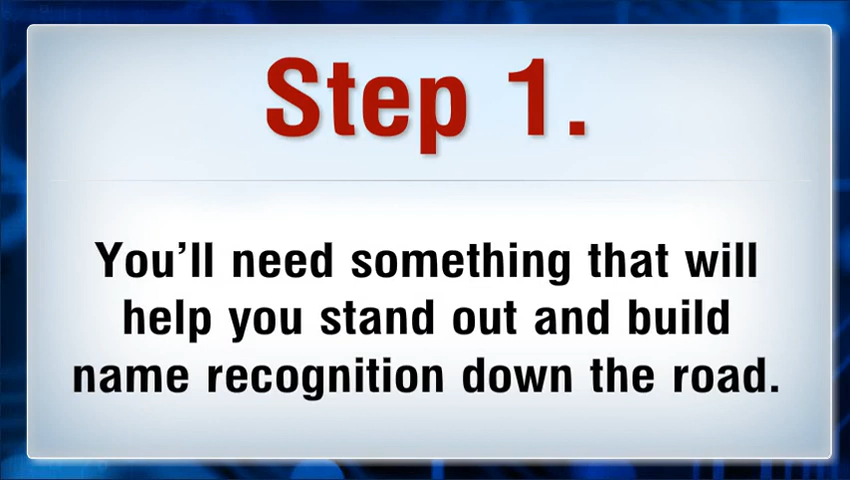 Step 1.
You’ll need something that will
help you stand out and build
name recognition down the road.